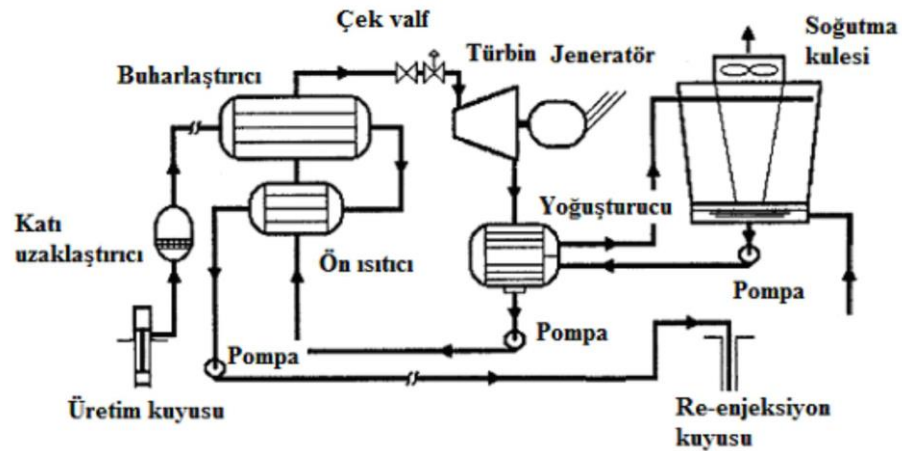 Çek valf
Soğutma
kulesi
Türbin Jeneratör
Buharlaştırıcı
Katı
uzaklaştırıcı
Yoğuşturucu
Ön ısıtıcı
Pompa
Pompa
Pompa
Üretim kuyusu
Re-enjeksiyon
kuyusu